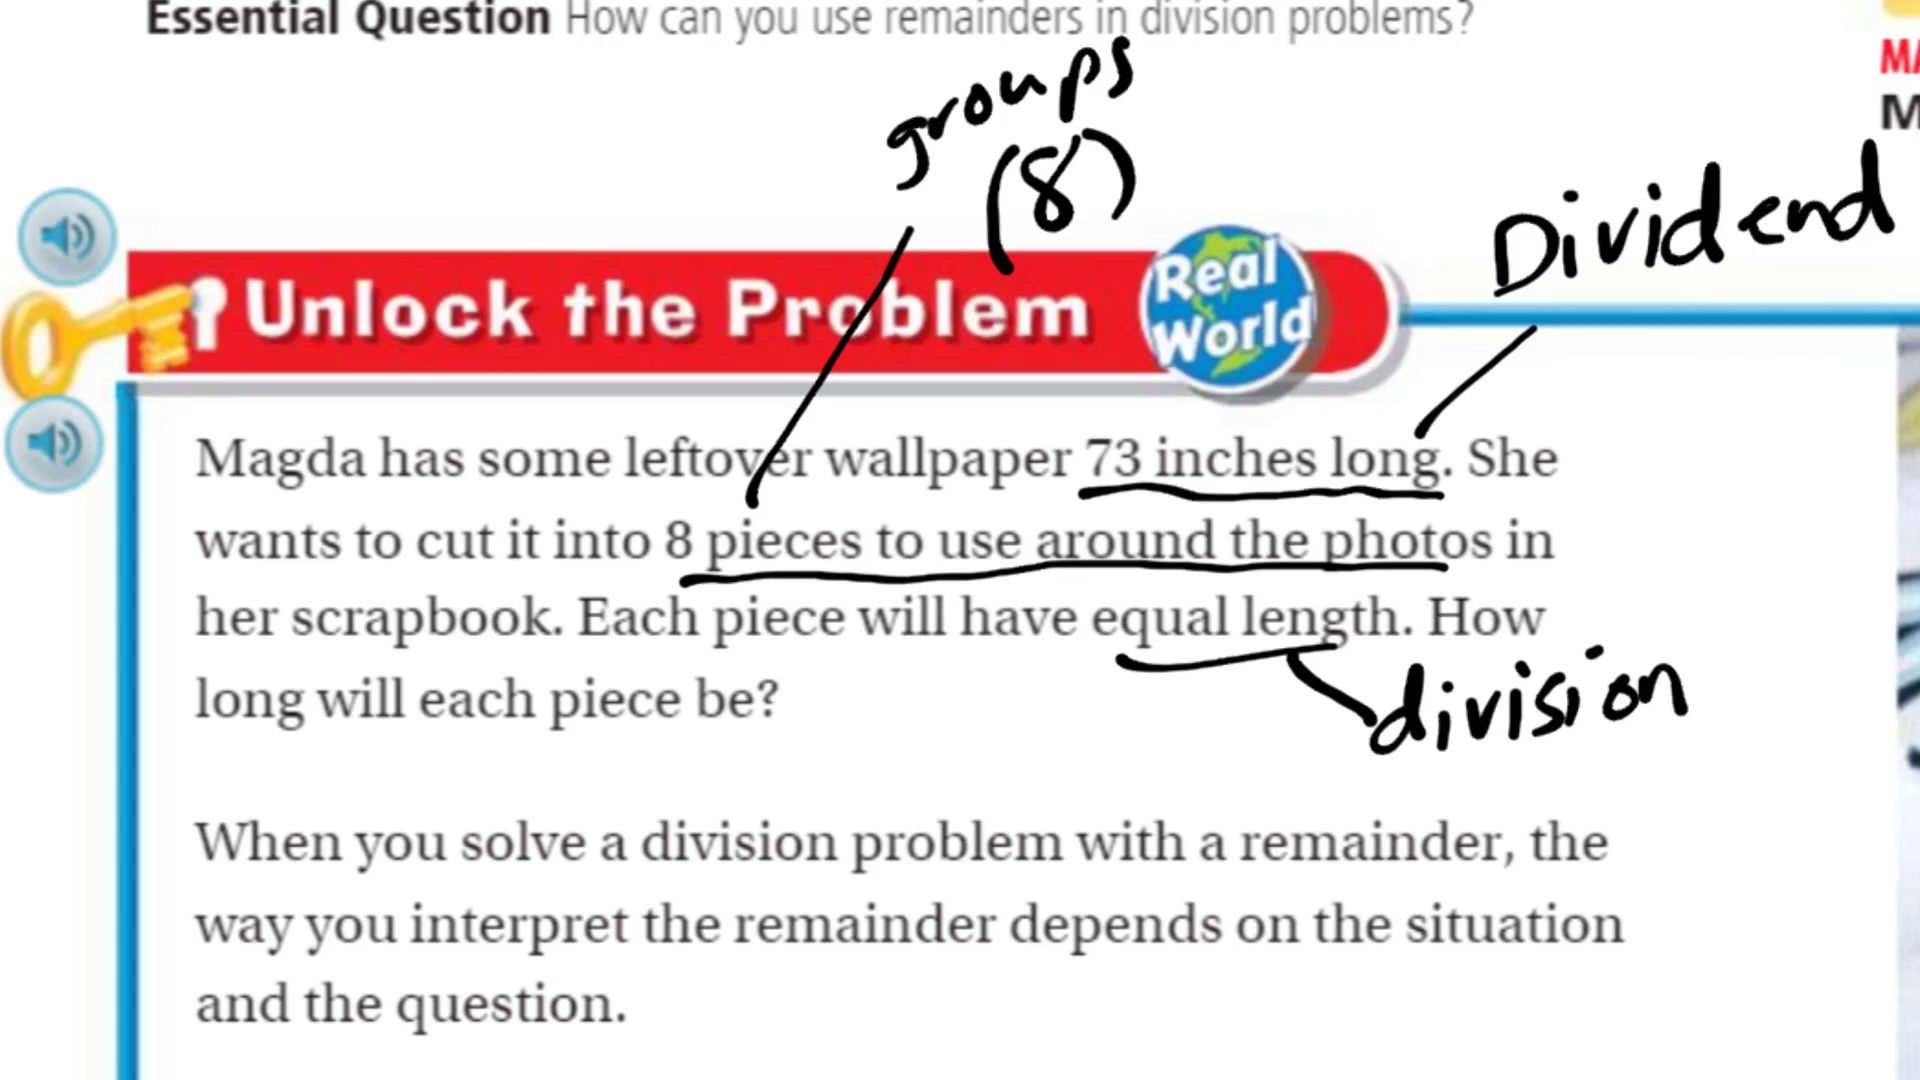 Essential Question How can you use remainders in division problems?
MA
M
groups
(8)
Dividend
Unlock the Problem
Real
World
Magda has some leftover wallpaper 73 inches long. She
wants to cut it into 8 pieces to use around the photos in
her scrapbook. Each piece will have equal length. How
long will each piece be?
division
When you solve a division problem with a remainder, the
way you interpret the remainder depends on the situation
and the question.